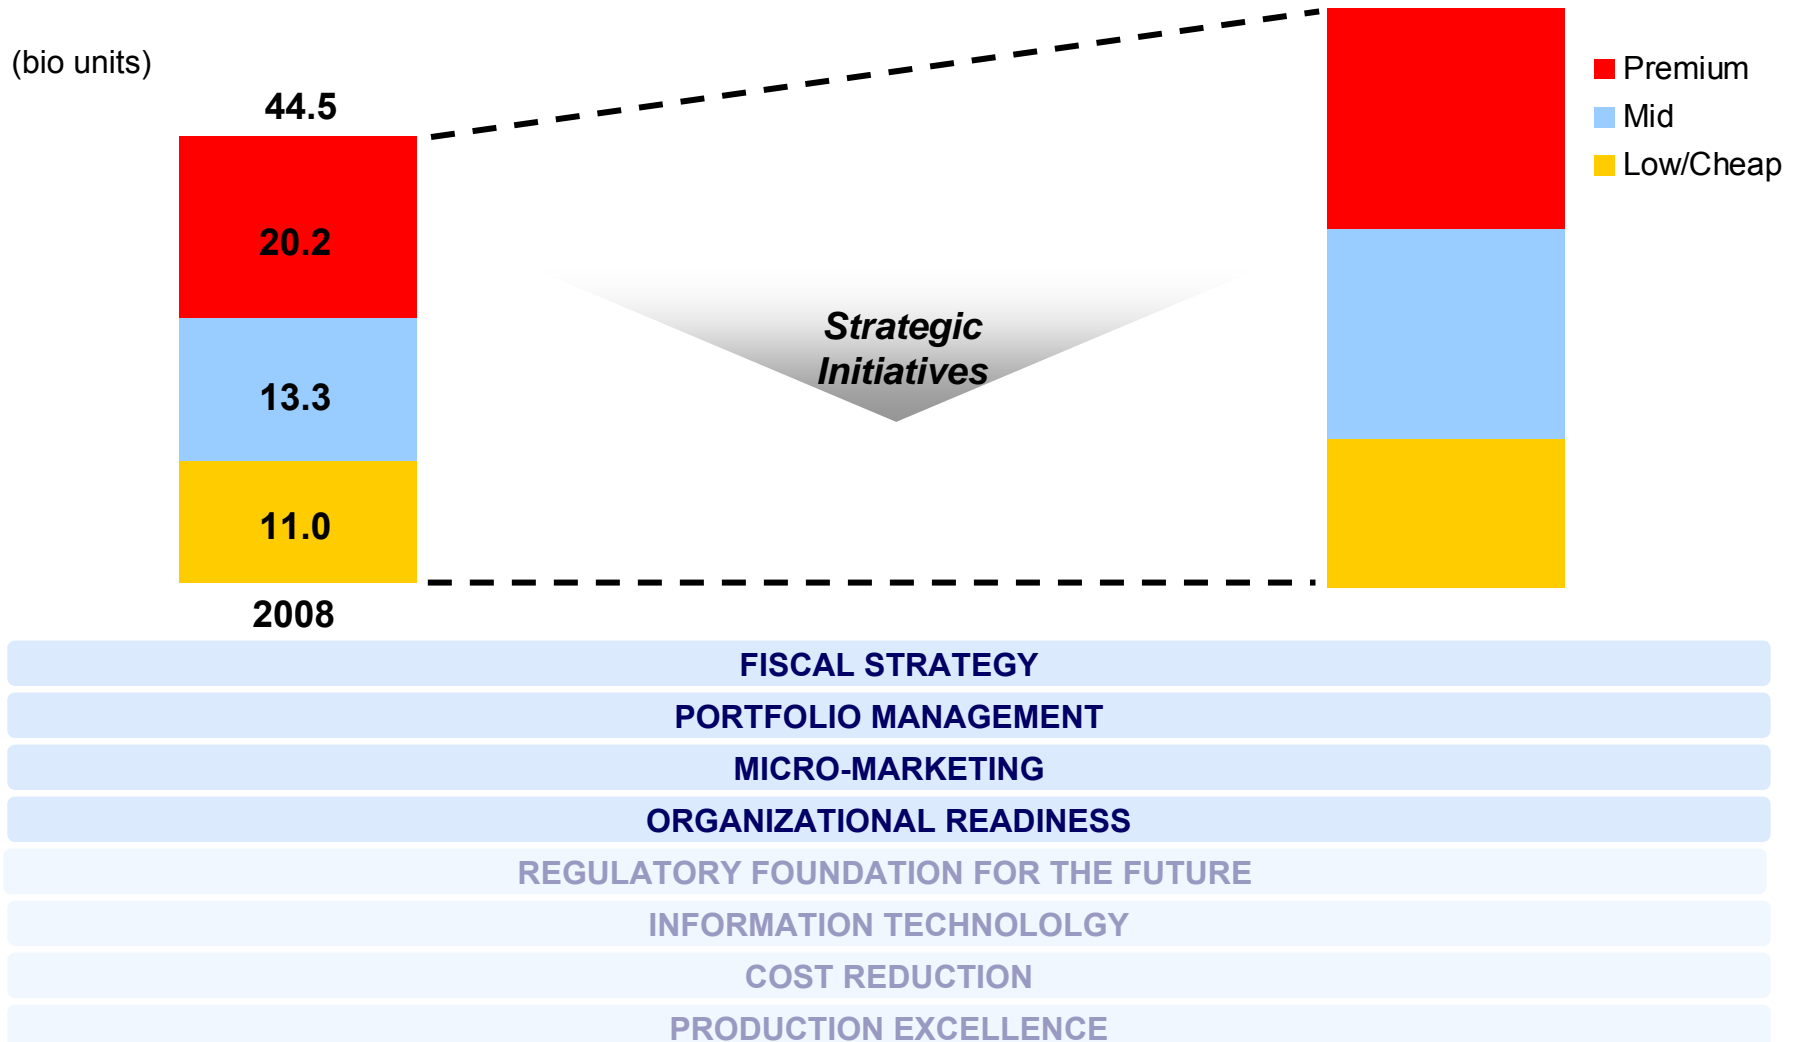 (bio units)
44.5
20.2
13.3
11.0
2008
Strategic
Initiatives
Premium
Mid
Low/Cheap
FISCAL STRATEGY
PORTFOLIO MANAGEMENT
MICRO-MARKETING
ORGANIZATIONAL READINESS
REGULATORY FOUNDATION FOR THE FUTURE
INFORMATION TECHNOLOLGY
COST REDUCTION
PRODUCTION EXCELLENCE